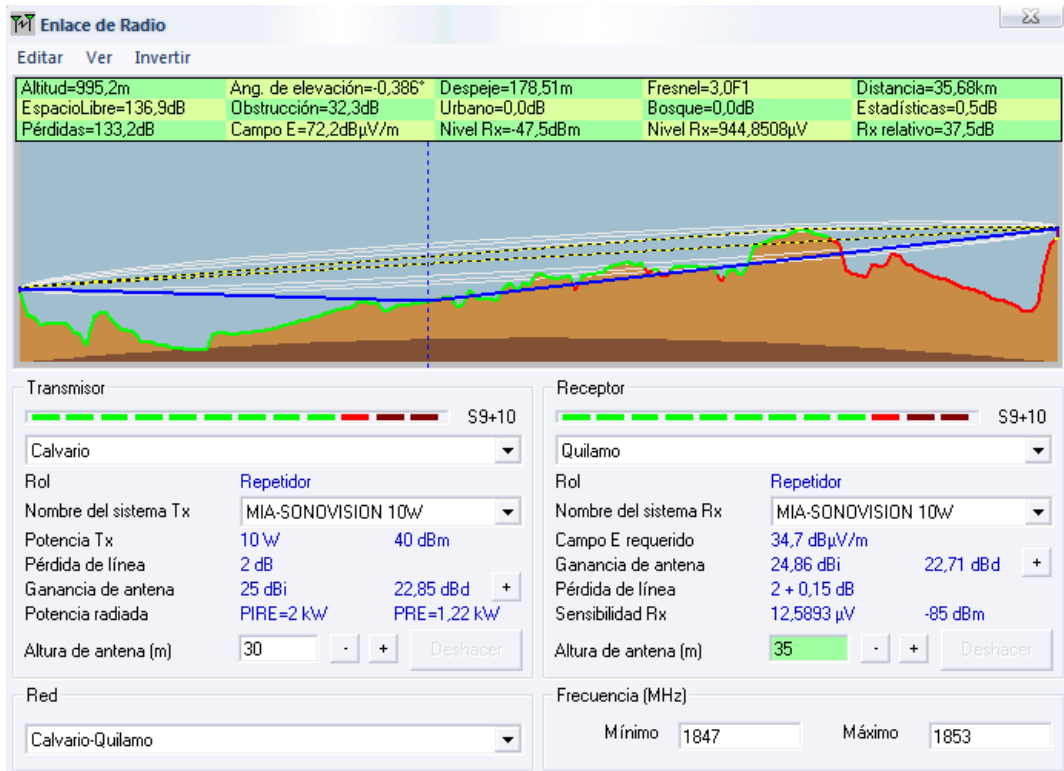 Enlace de Radio
Editar Ver Invertir
Altitud=995,2m Ang. de elevación=-0,386° Despeje=178,51m Fresnel=3,0F1 Distancia=35,68km
EspacioLibre=136,9dB Obstrucción=32,3dB Urbano=0,0dB Bosque=0,0dB Estadísticas=0,5dB
Pérdidas=133,2dB Campo E=72,2dBµV/m Nivel Rx=-47,5dBm Nivel Rx=944,8508µV Rx relativo=37,5dB
Transmisor
S9+10
Calvario
Rol Repetidor
Nombre del sistema Tx MIA-SONOVISION 10W
Potencia Tx 10 W 40 dBm
Pérdida de línea 2 dB
Ganancia de antena 25 dBi 22,85 dBd +
Potencia radiada PIRE=2 kW PRE=1,22 kW
Altura de antena (m) 30 - + Deshacer
Receptor
S9+10
Quilamo
Rol Repetidor
Nombre del sistema Rx MIA-SONOVISION 10W
Campo E requerido 34,7 dBµV/m
Ganancia de antena 24,86 dBi 22,71 dBd +
Pérdida de línea 2 + 0,15 dB
Sensibilidad Rx 12,5893 µV -85 dBm
Altura de antena (m) 35 - + Deshacer
Red
Calvario-Quilamo
Frecuencia (MHz)
Mínimo 1847 Máximo 1853